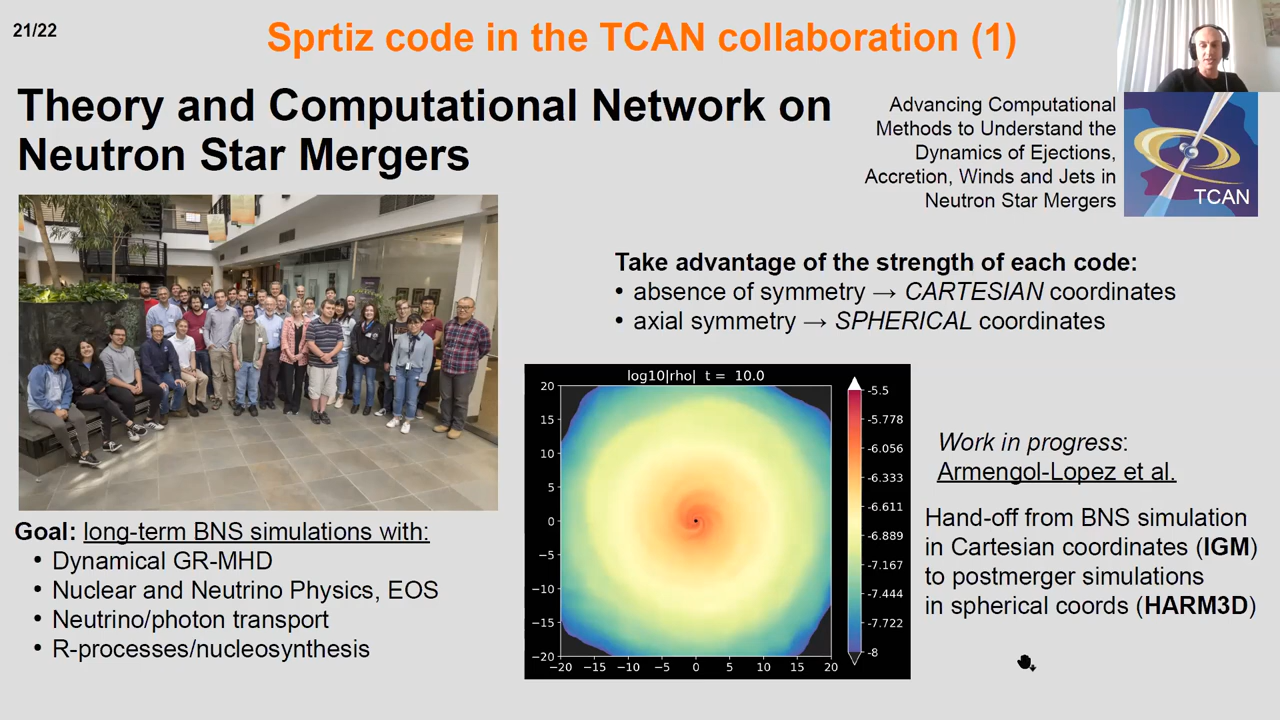 21/22
Sprtiz code in the TCAN collaboration (1)
Theory and Computational Network on
Neutron Star Mergers
Advancing Computational
Methods to Understand the
Dynamics of Ejections,
Accretion, Winds and Jets in
Neutron Star Mergers
TCAN
Take advantage of the strength of each code:
• absence of symmetry → CARTESIAN coordinates
• axial symmetry → SPHERICAL coordinates
Goal: long-term BNS simulations with:
• Dynamical GR-MHD
• Nuclear and Neutrino Physics, EOS
• Neutrino/photon transport
• R-processes/nucleosynthesis
log10|rho| t = 10.0
20
15
10
5
0
−5
−10
−15
−20
−20 −15 −10 −5 0 5 10 15 20
-5.5
-5.778
-6.056
-6.333
-6.611
-6.889
-7.167
-7.444
-7.722
-8
Work in progress:
Armengol-Lopez et al.
Hand-off from BNS simulation
in Cartesian coordinates (IGM)
to postmerger simulations
in spherical coords (HARM3D)